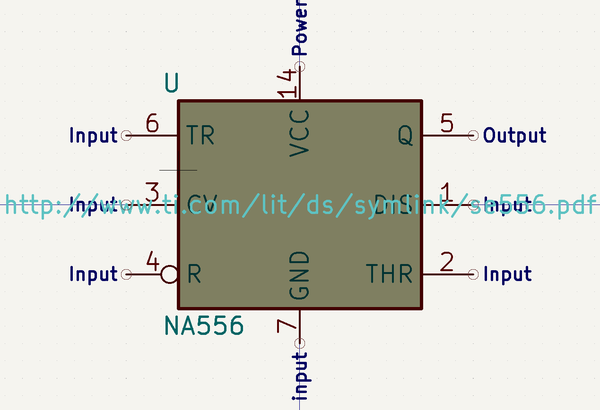 Power
14
U
VCC
Input 6 TR Q 5 Output
Input 3 CV DIS 1 Input
http://www.ti.com/lit/ds/symlink/se556.pdf
Input 4 R THR 2 Input
GND
NA556
7
input